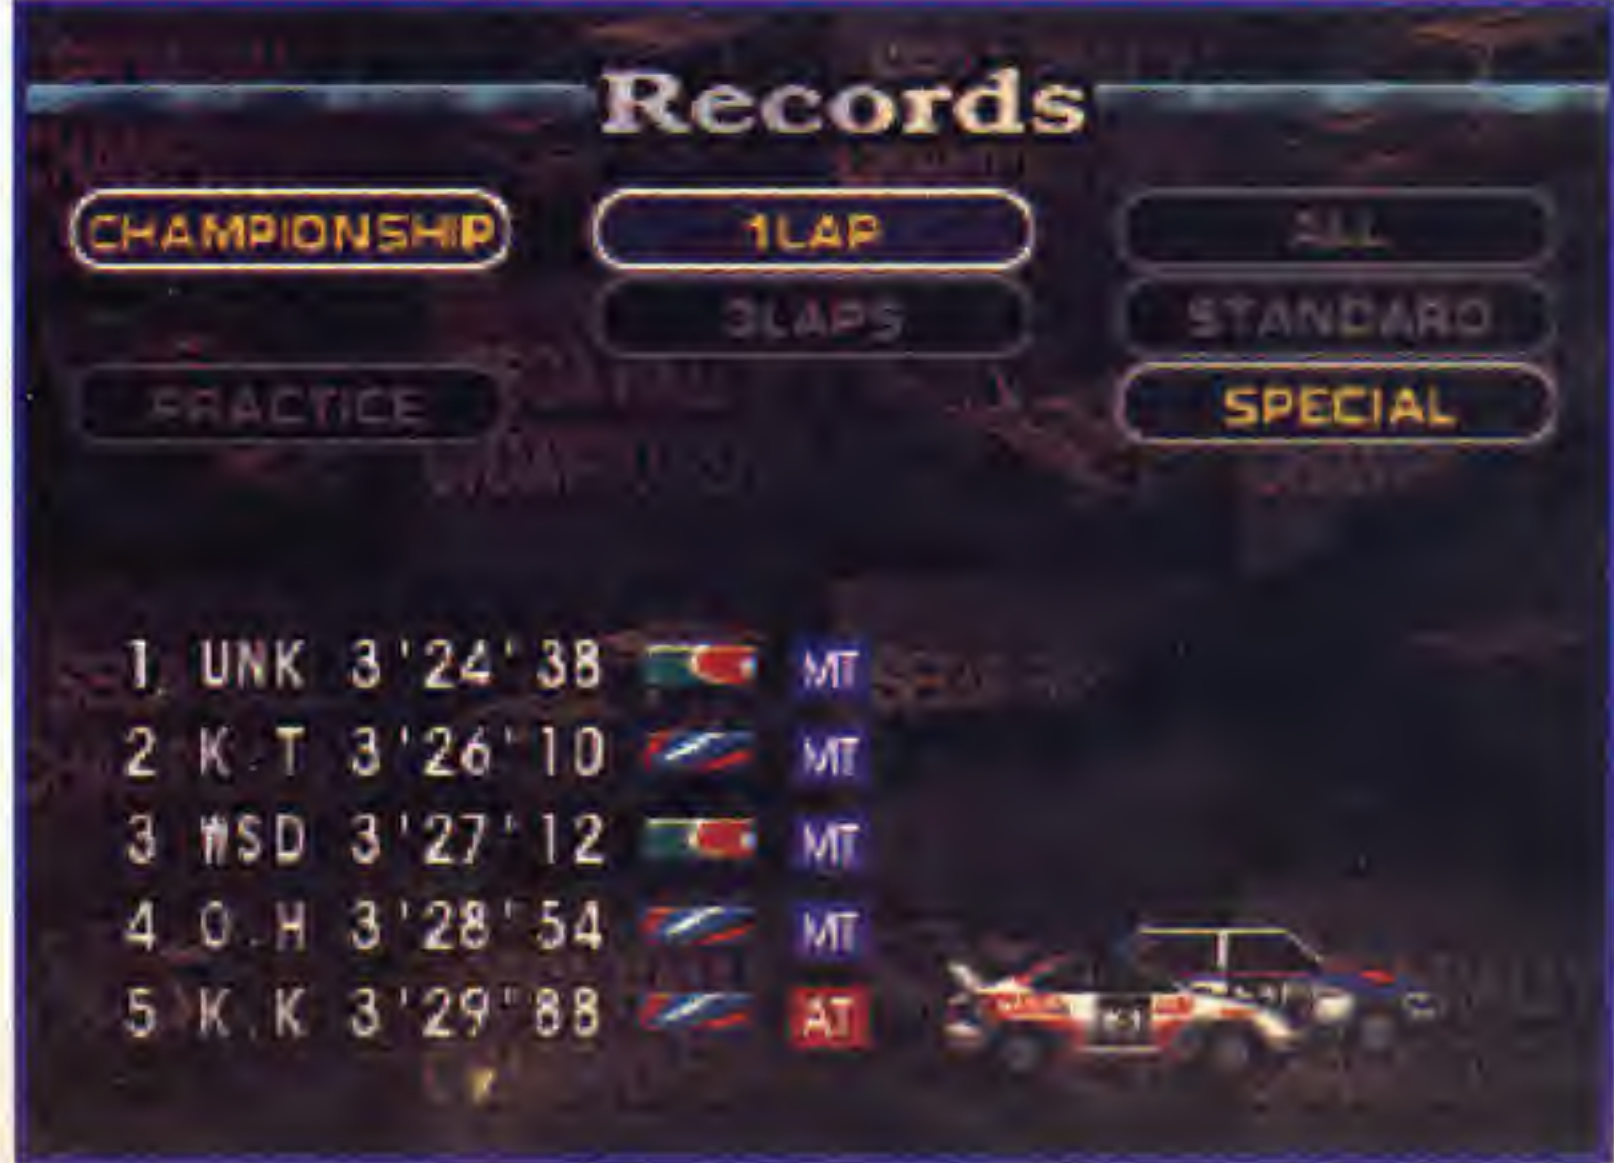 Records
CHAMPIONSHIP 1LAP ALL
3LAPS STANDARD
PRACTICE SPECIAL
1 UNK 3'24'38 MT
2 K.T 3'26'10 MT
3 WSD 3'27'12 MT
4 O.H 3'28'54 MT
5 K.K 3'29'88 AT